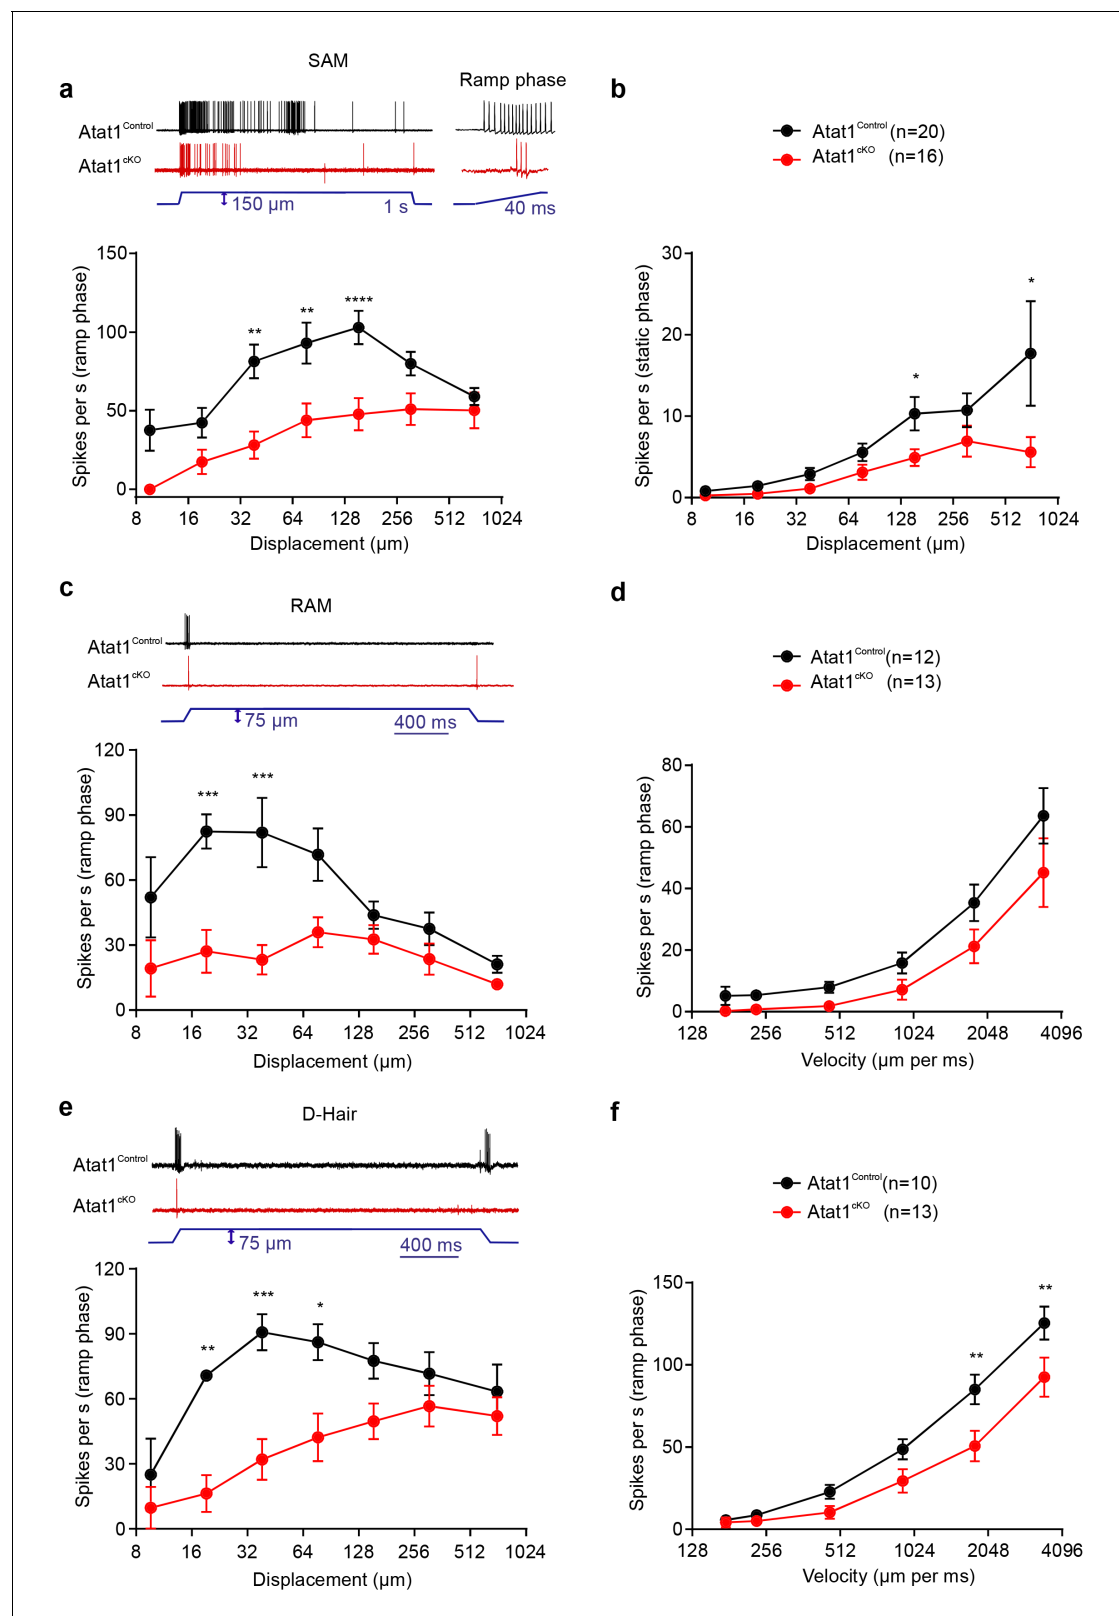 a
SAM
Ramp phase
Atat1Control
Atat1cKO
150 µm
1 s
40 ms
150
100
50
0
Spikes per s (ramp phase)
** ** ****
8 16 32 64 128 256 512 1024
Displacement (µm)
b
Atat1Control (n=20)
Atat1cKO (n=16)
30
20
10
0
Spikes per s (static phase)
* *
8 16 32 64 128 256 512 1024
Displacement (µm)
c
RAM
Atat1Control
Atat1cKO
75 µm
400 ms
120
90
60
30
0
Spikes per s (ramp phase)
*** ***
8 16 32 64 128 256 512 1024
Displacement (µm)
d
Atat1Control (n=12)
Atat1cKO (n=13)
80
60
40
20
0
Spikes per s (ramp phase)
128 256 512 1024 2048 4096
Velocity (µm per ms)
e
D-Hair
Atat1Control
Atat1cKO
75 µm
400 ms
120
90
60
30
0
Spikes per s (ramp phase)
** *** *
8 16 32 64 128 256 512 1024
Displacement (µm)
f
Atat1Control (n=10)
Atat1cKO (n=13)
150
100
50
0
Spikes per s (ramp phase)
** **
128 256 512 1024 2048 4096
Velocity (µm per ms)